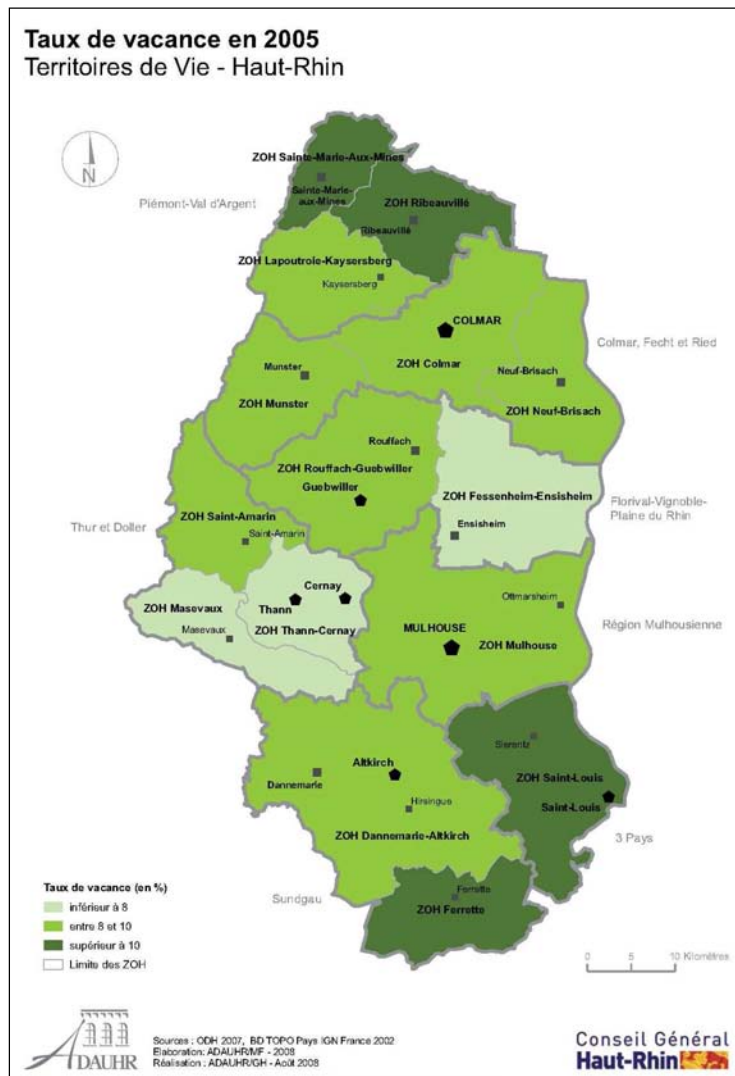 Taux de vacance en 2005
Territoires de Vie - Haut-Rhin
N
ZOH Sainte-Marie-Aux-Mines
Sainte-Marie-
aux-Mines
Piémont-Val d'Argent
ZOH Ribeauvillé
Ribeauvillé
ZOH Lapoutroie-Kaysersberg
Kaysersberg
COLMAR
Colmar, Fecht et Ried
ZOH Colmar
Munster
Neuf-Brisach
ZOH Munster
ZOH Neuf-Brisach
Rouffach
ZOH Rouffach-Guebwiller
Guebwiller
ZOH Fessenheim-Ensisheim
Florival-Vignoble-
Plaine du Rhin
Thur et Doller
ZOH Saint-Amarin
Saint-Amarin
Ensisheim
Cernay
Thann
ZOH Masevaux
ZOH Thann-Cernay
Masevaux
Ottmarsheim
MULHOUSE
Région Mulhousienne
ZOH Mulhouse
Sierentz
Altkirch
Dannemarie
ZOH Saint-Louis
Hirsingue
Saint-Louis
ZOH Dannemarie-Altkirch
3 Pays
Sundgau
Ferrette
ZOH Ferrette
Taux de vacance (en %)
inférieur à 8
entre 8 et 10
supérieur à 10
Limite des ZOH
0 5 10 Kilomètres
ADAUHR
Sources : ODH 2007, BD TOPO Pays IGN France 2002
Elaboration: ADAUHR/MF - 2008
Réalisation : ADAUHR/GH - Août 2008
Conseil Général
Haut-Rhin